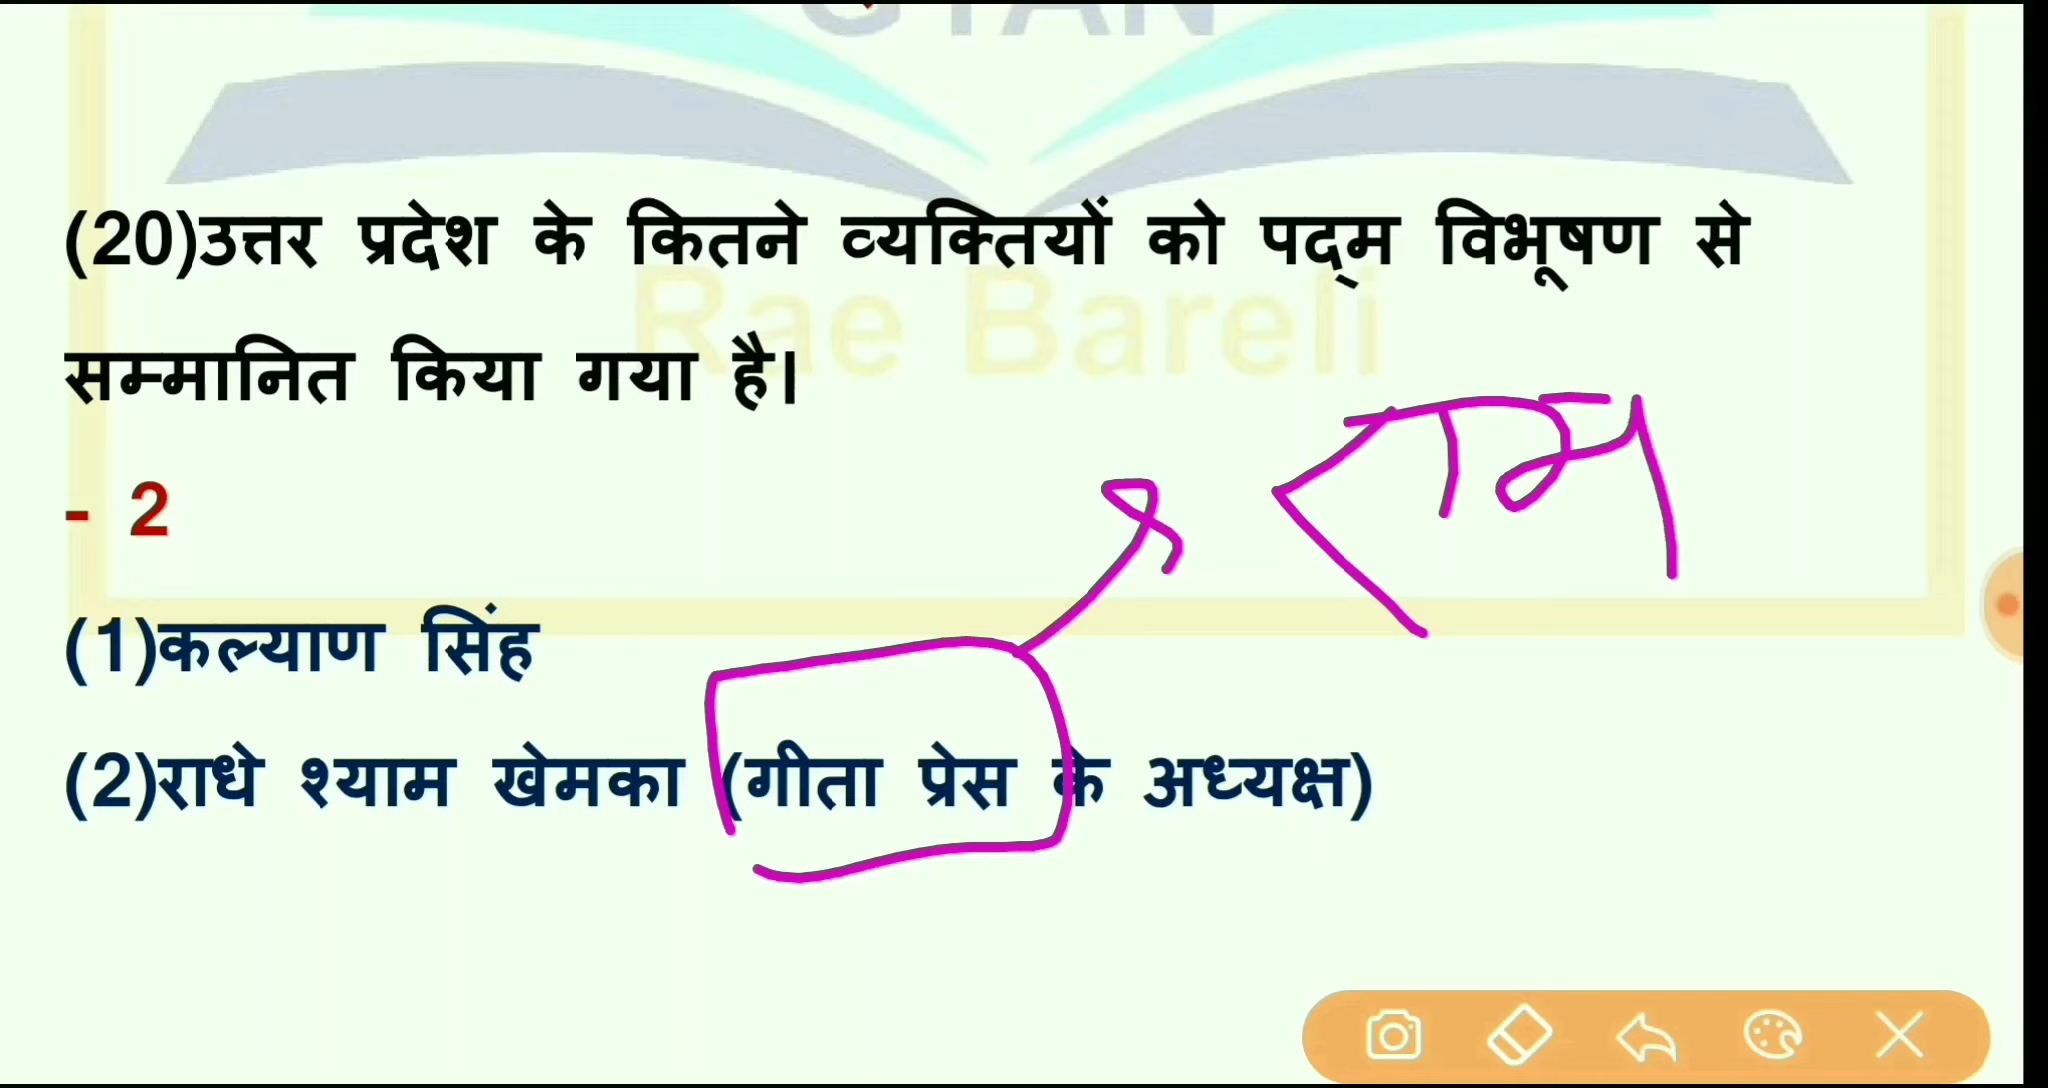 GYAN
(20)उत्तर प्रदेश के कितने व्यक्तियों को पद्म विभूषण से
Rae Bareli
सम्मानित किया गया है।
- 2
(1)कल्याण सिंह
(2)राधे श्याम खेमका (गीता प्रेस के अध्यक्ष)